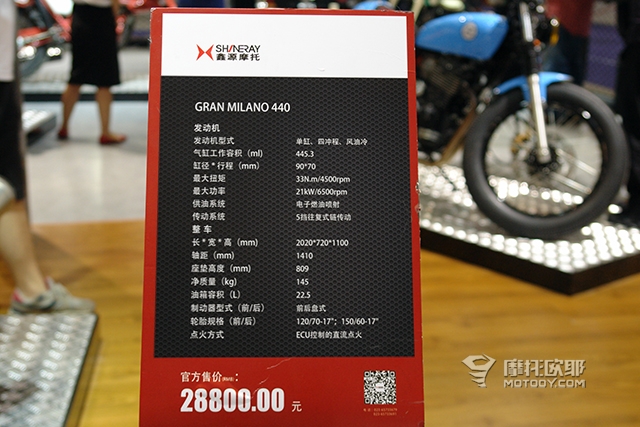 SHINERAY
鑫源摩托
GRAN MILANO 440
发动机
发动机型式 单缸、四冲程、风油冷
气缸工作容积（ml） 445.3
缸径*行程（mm） 90*70
最大扭矩 33N.m/4500rpm
最大功率 21kW/6500rpm
供油系统 电子燃油喷射
传动系统 5挡往复式链传动
整 车
长*宽*高（mm） 2020*720*1100
轴距（mm） 1410
座垫高度（mm） 809
净质量（kg） 145
油箱容积（L） 22.5
制动器型式（前/后） 前后盘式
轮胎规格（前/后） 120/70-17"；150/60-17"
点火方式 ECU控制的直流点火
官方售价(RMB)：
28800.00 元
摩托欧耶
MOTOOY.COM